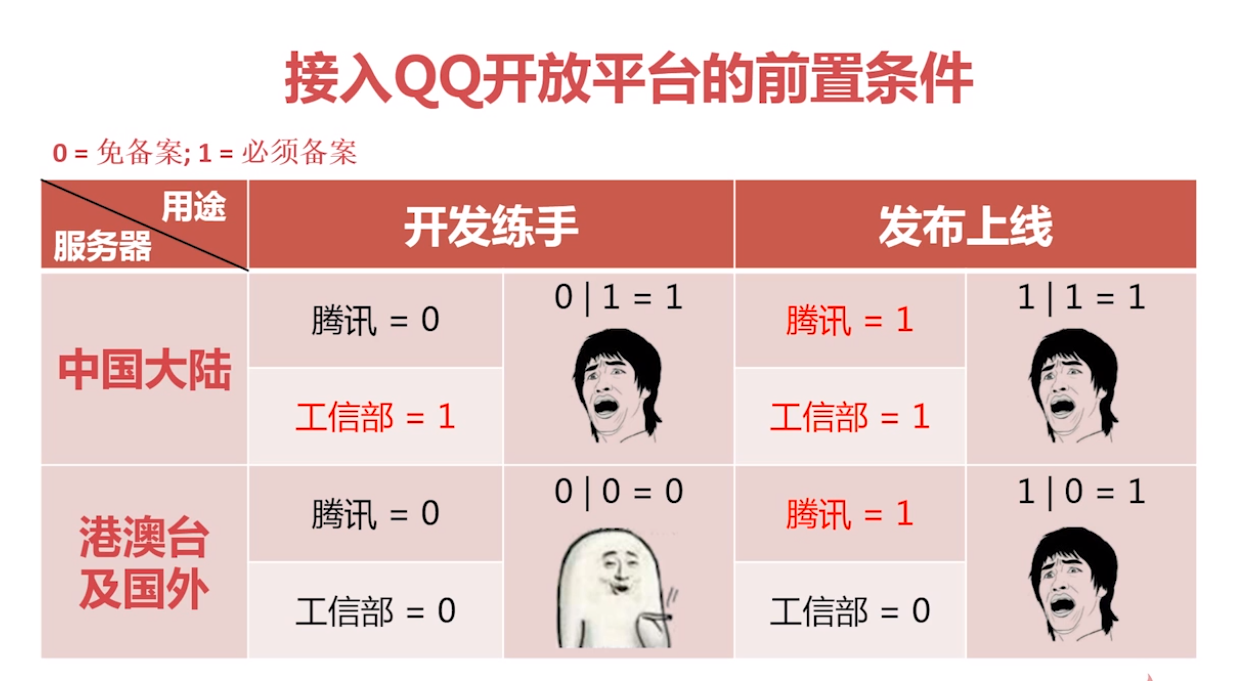 接入QQ开放平台的前置条件
0 = 免备案; 1 = 必须备案
用途
服务器
开发练手
发布上线
中国大陆
腾讯 = 0
工信部 = 1
0 | 1 = 1
腾讯 = 1
工信部 = 1
1 | 1 = 1
港澳台
及国外
腾讯 = 0
工信部 = 0
0 | 0 = 0
腾讯 = 1
工信部 = 0
1 | 0 = 1